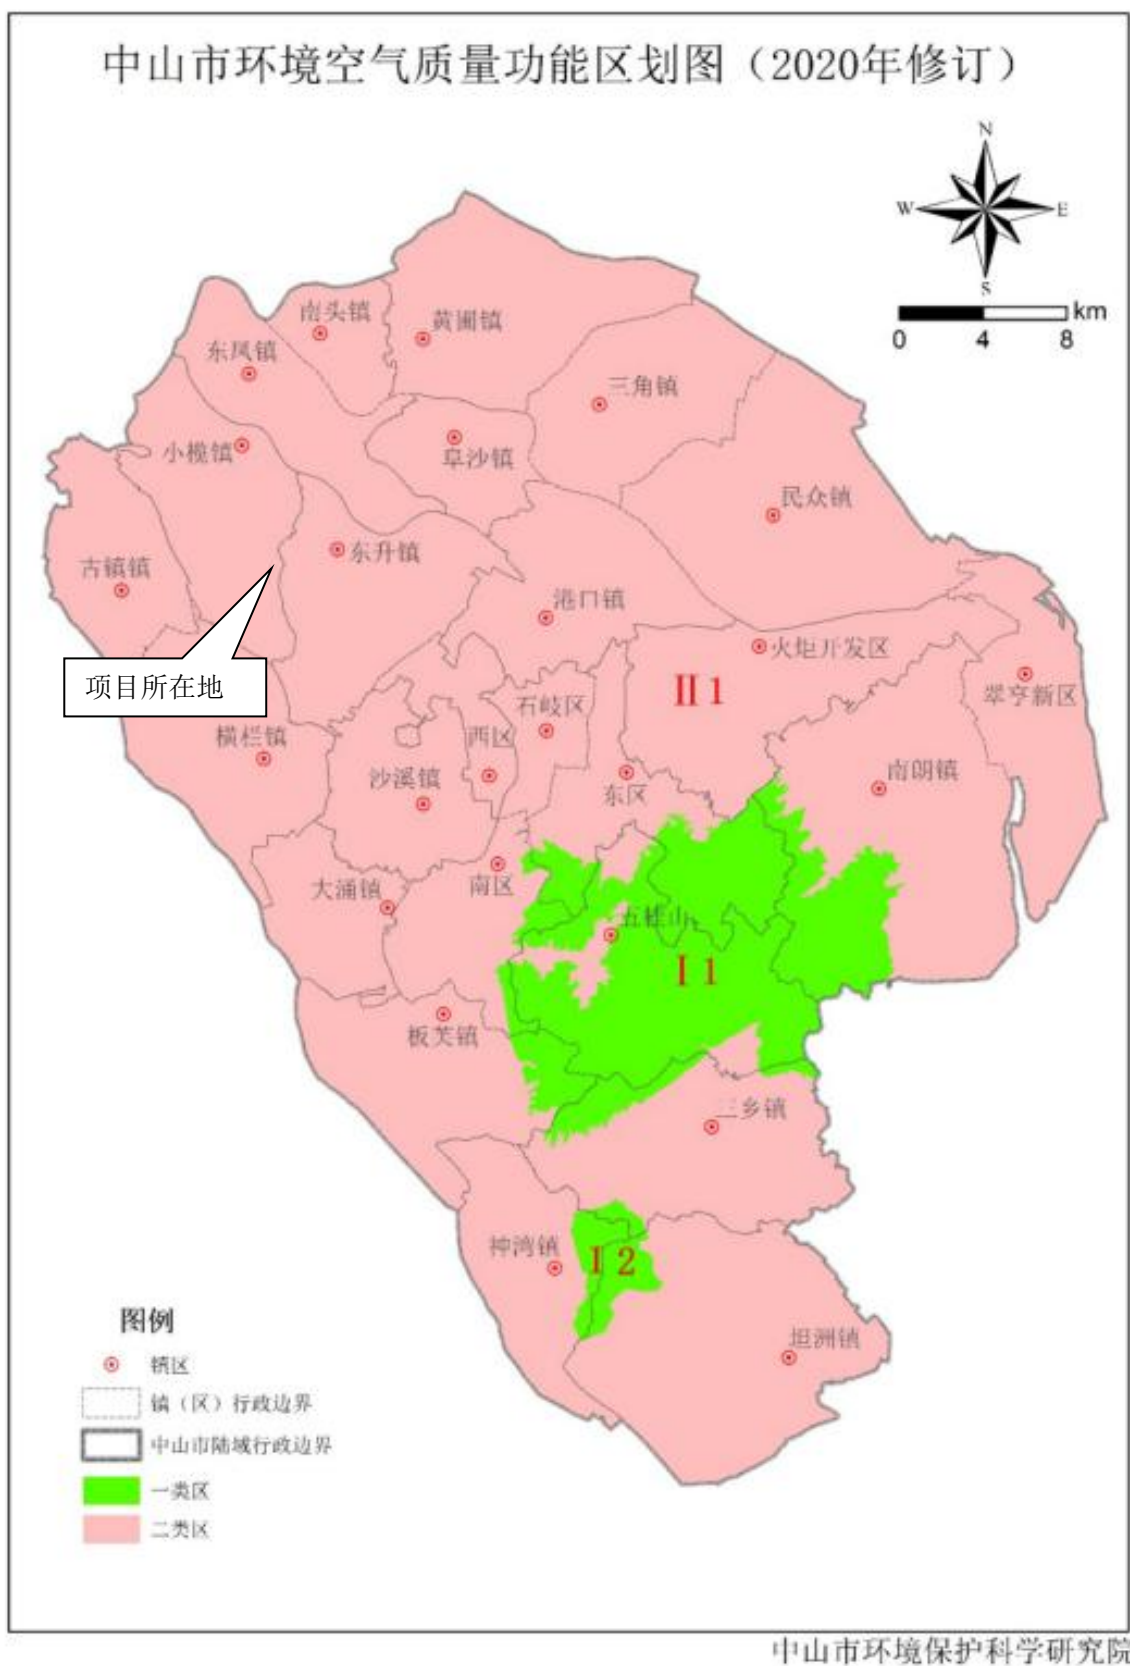 中山市环境空气质量功能区划图（2020年修订）
N
W
E
S
km
0 4 8
南头镇
黄圃镇
东凤镇
三角镇
小榄镇
阜沙镇
民众镇
东升镇
古镇镇
港口镇
火炬开发区
项目所在地
II 1
翠亨新区
石岐区
横栏镇
西区
沙溪镇
南朗镇
东区
南区
大涌镇
五桂山
I 1
板芙镇
三乡镇
神湾镇
I 2
坦洲镇
图例
镇区
镇（区）行政边界
中山市陆域行政边界
一类区
二类区
中山市环境保护科学研究院